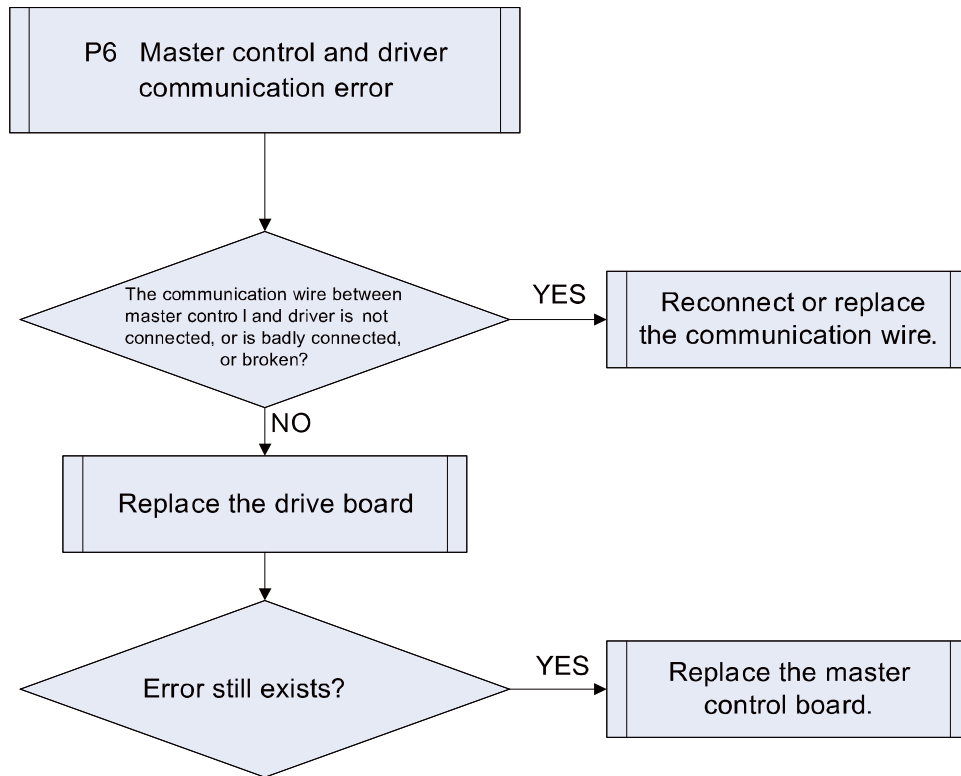 P6 Master control and driver
communication error
The communication wire between
master contro l and driver is not
connected, or is badly connected,
or broken?
YES
Reconnect or replace
the communication wire.
NO
Replace the drive board
Error still exists?
YES
Replace the master
control board.